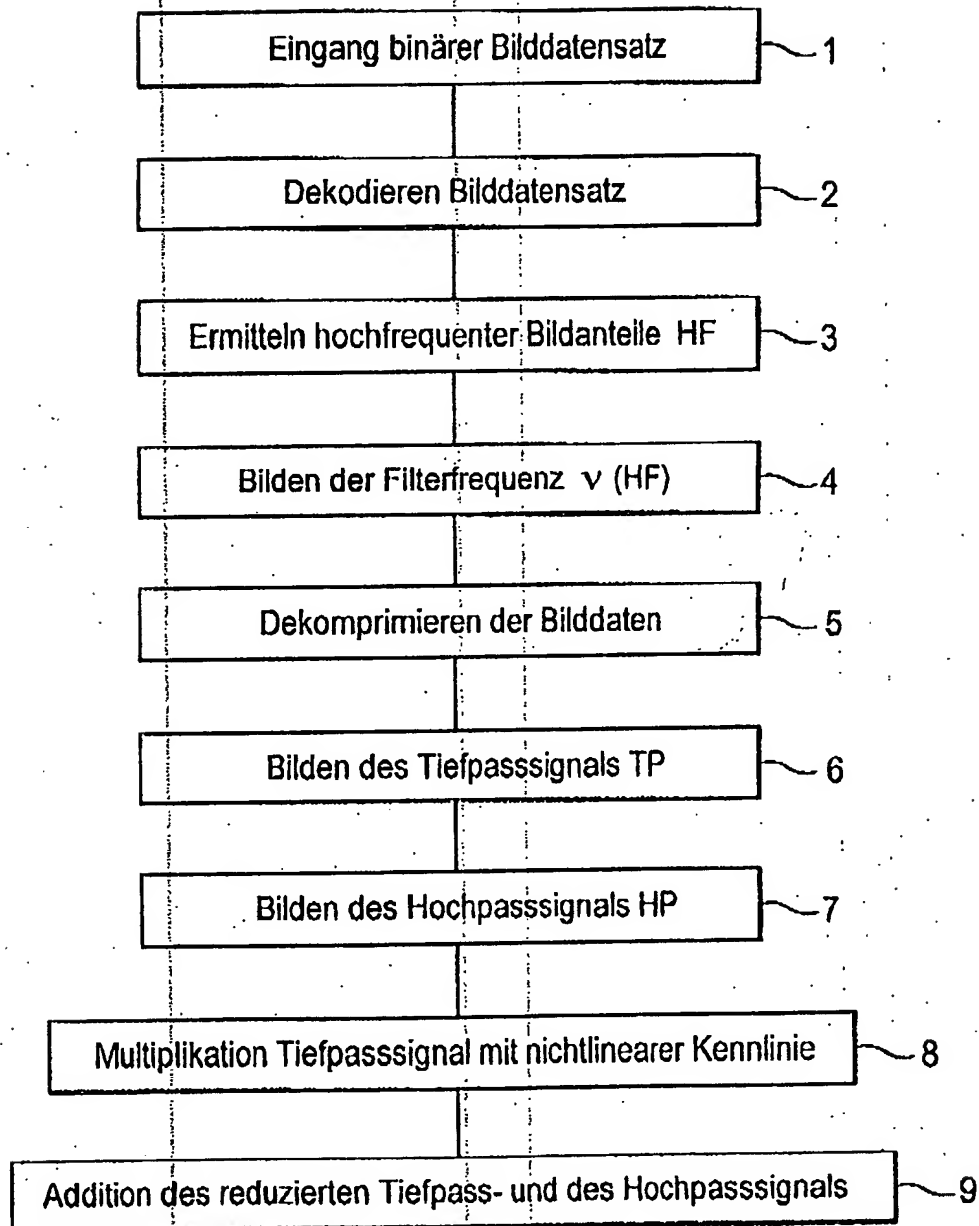 Eingang binärer Bilddatensatz 1
Dekodieren Bilddatensatz 2
Ermitteln hochfrequenter Bildanteile HF 3
Bilden der Filterfrequenz ν (HF) 4
Dekomprimieren der Bilddaten 5
Bilden des Tiefpasssignals TP 6
Bilden des Hochpasssignals HP 7
Multiplikation Tiefpasssignal mit nichtlinearer Kennlinie 8
Addition des reduzierten Tiefpass- und des Hochpasssignals 9